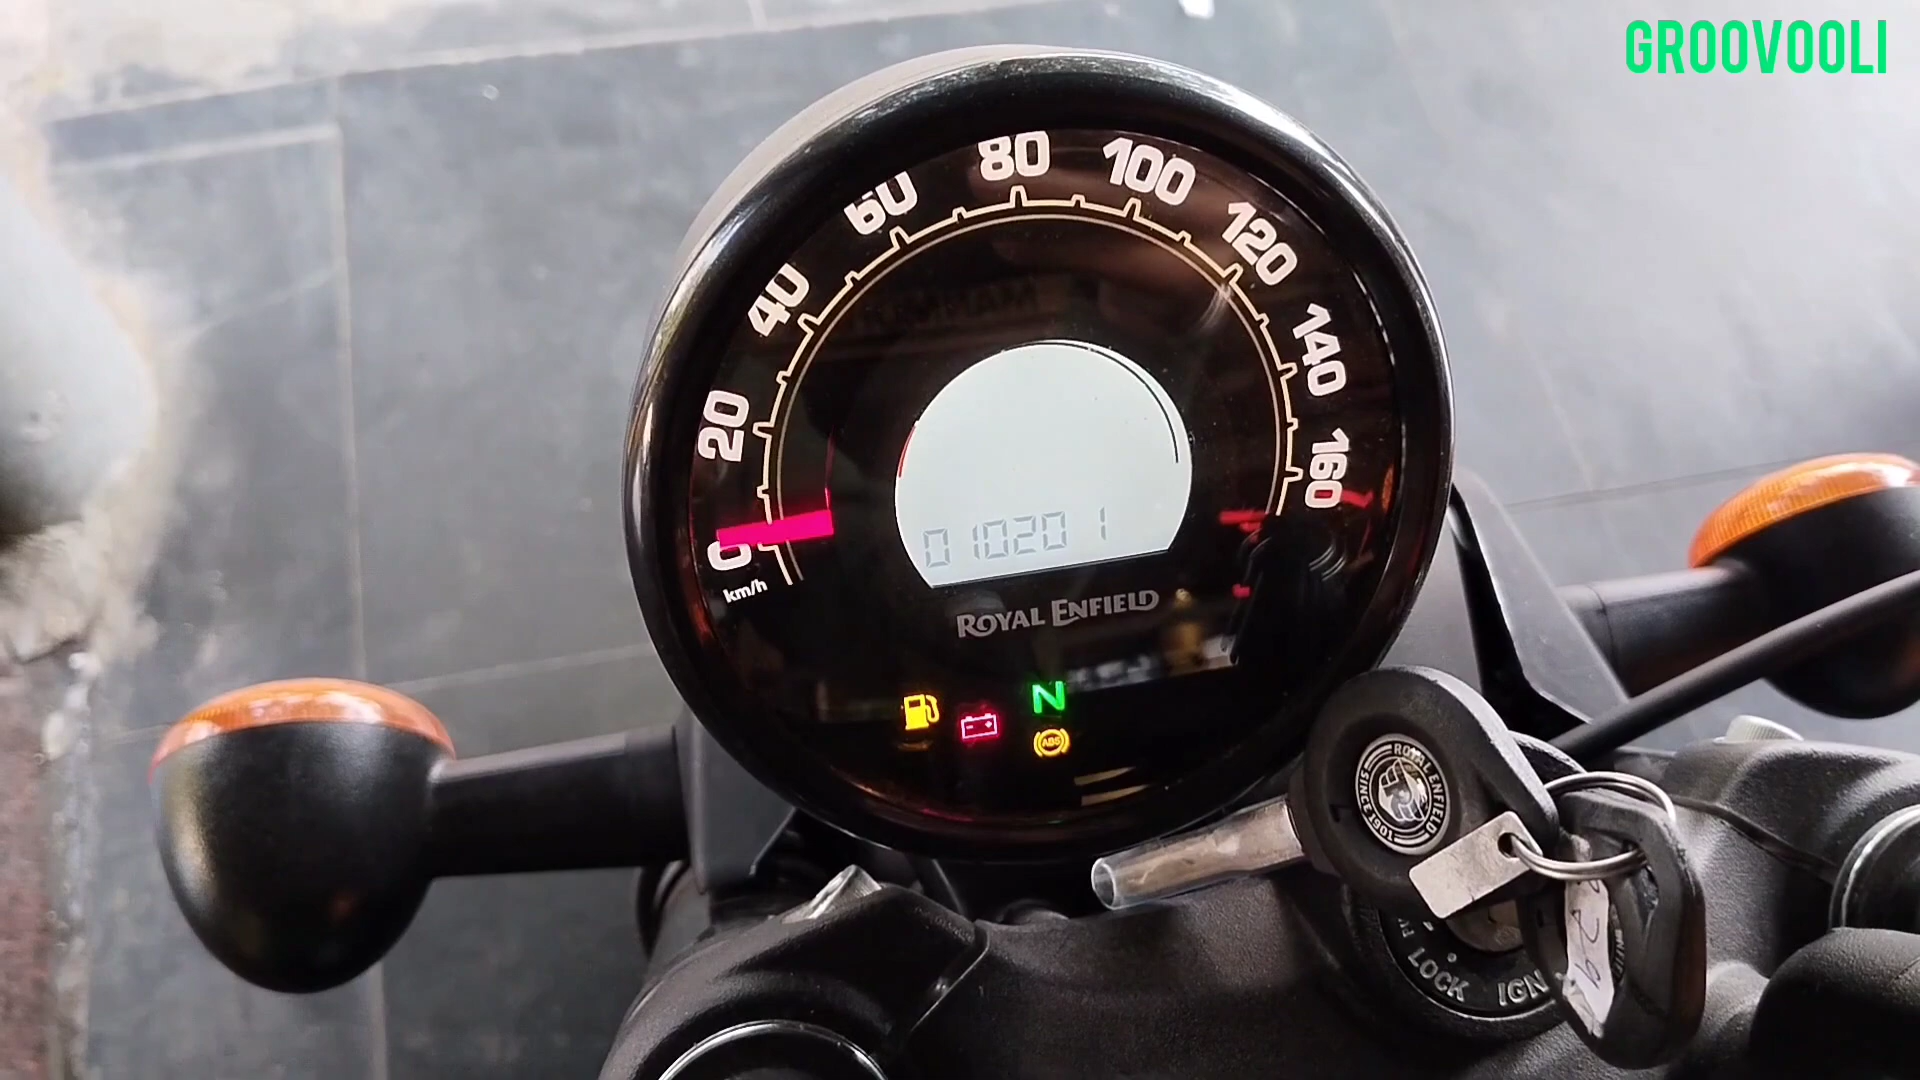 GROOVOOLI
0
20
40
60
80
100
120
140
160
km/h
010201
ROYAL ENFIELD
N
ABS
ROYAL ENFIELD
SINCE 1901
LOCK IGN